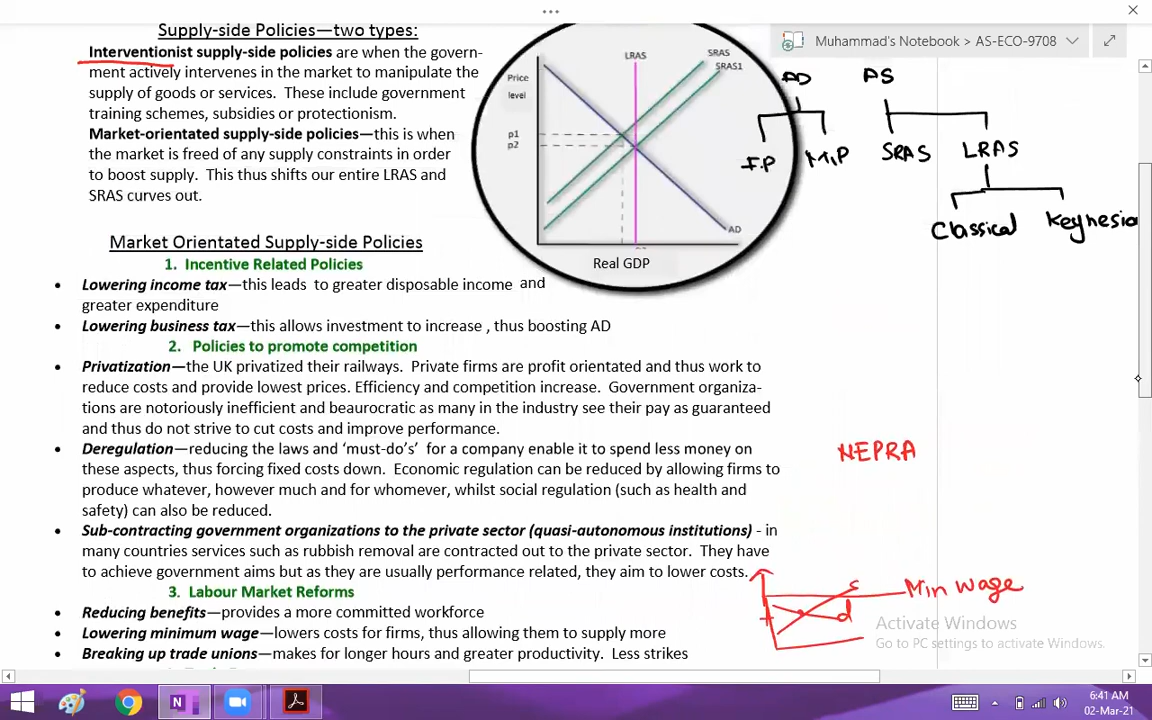 Muhammad's Notebook > AS-ECO-9708
Supply-side Policies—two types:
Interventionist supply-side policies are when the govern-
ment actively intervenes in the market to manipulate the
supply of goods or services. These include government
training schemes, subsidies or protectionism.
Market-oriented supply-side policies—this is when
the market is freed of any supply constraints in order
to boost supply. This thus shifts our entire LRAS and
SRAS curves out.
LRAS
SRAS
SRAS1
Price
level
p1
p2
AD
Real GDP
AD
AS
F.P
M.P
SRAS
LRAS
Classical
Market Orientated Supply-side Policies
1. Incentive Related Policies
• Lowering income tax—this leads to greater disposable income and
greater expenditure
• Lowering business tax—this allows investment to increase , thus boosting AD
2. Policies to promote competition
• Privatization—the UK privatized their railways. Private firms are profit orientated and thus work to
reduce costs and provide lowest prices. Efficiency and competition increase. Government organiza-
tions are notoriously inefficient and beaurocratic as many in the industry see their pay as guaranteed
and thus do not strive to cut costs and improve performance.
• Deregulation—reducing the laws and 'must-do's' for a company enable it to spend less money on
these aspects, thus forcing fixed costs down. Economic regulation can be reduced by allowing firms to
produce whatever, however much and for whomever, whilst social regulation (such as health and
safety) can also be reduced.
NEPRA
• Sub-contracting government organizations to the private sector (quasi-autonomous institutions) - in
many countries services such as rubbish removal are contracted out to the private sector. They have
to achieve government aims but as they are usually performance related, they aim to lower costs.
3. Labour Market Reforms
• Reducing benefits—provides a more committed workforce
• Lowering minimum wage—lowers costs for firms, thus allowing them to supply more
• Breaking up trade unions—makes for longer hours and greater productivity. Less strikes
s
d
Min wage
Activate Windows
Go to PC settings to activate Windows.
6:41 AM
02-Mar-21